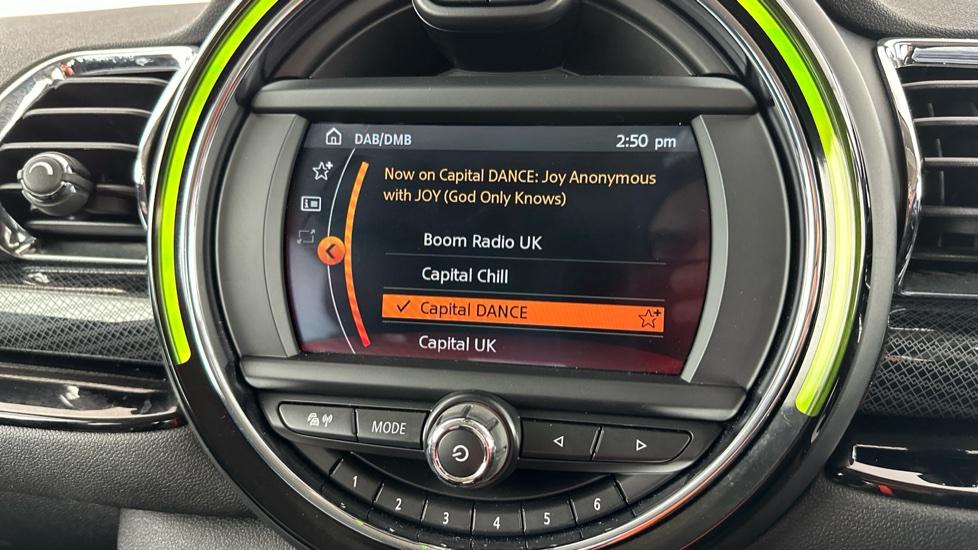 DAB/DMB
2:50 pm
Now on Capital DANCE: Joy Anonymous
with JOY (God Only Knows)
Boom Radio UK
Capital Chill
Capital DANCE
Capital UK
MODE
1
2
3
4
5
6